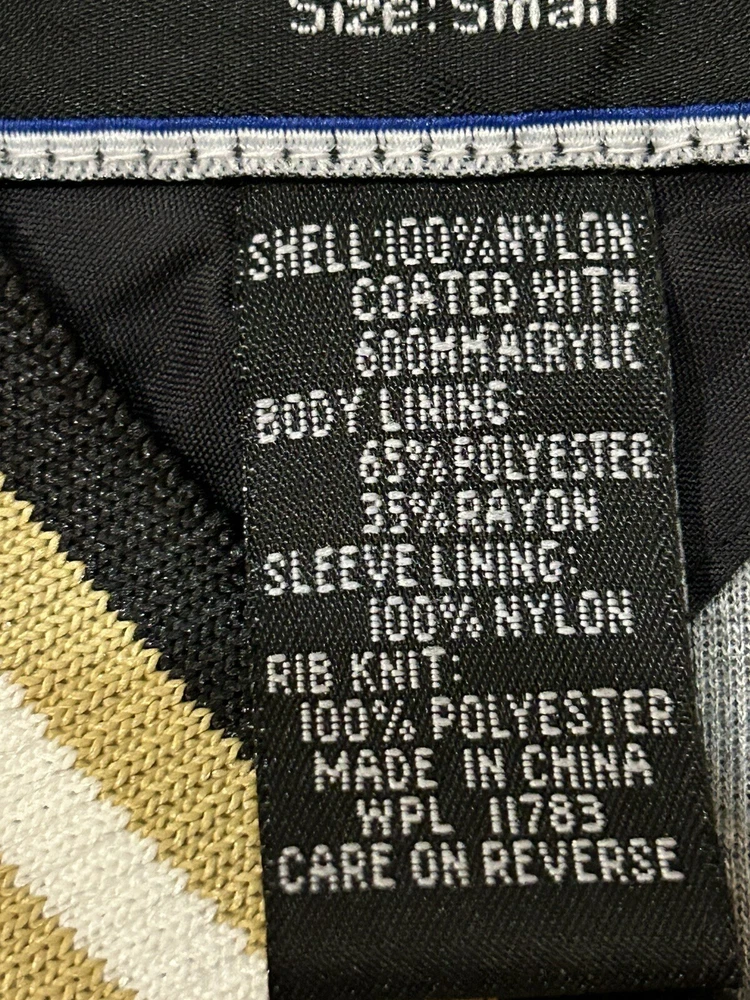 Size: Small
SHELL:100%NYLON
COATED WITH
600MM ACRYLIC
BODY LINING:
65%POLYESTER
35%RAYON
SLEEVE LINING:
100% NYLON
RIB KNIT:
100% POLYESTER
MADE IN CHINA
WPL 11783
CARE ON REVERSE